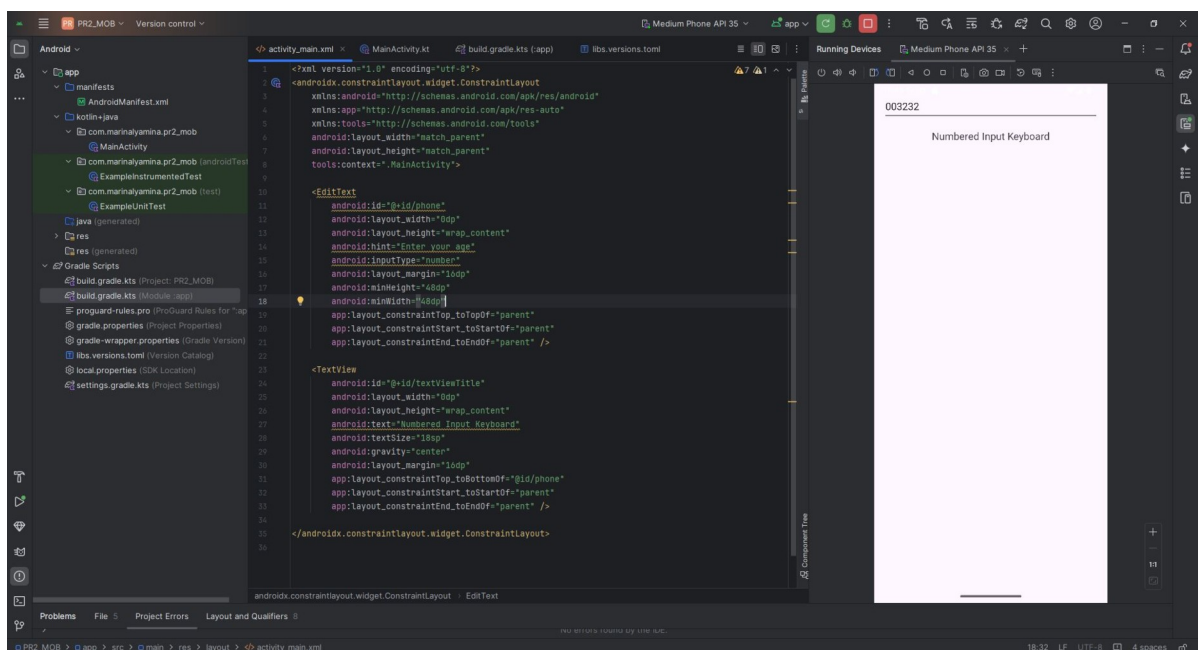 PR PR2_MOB Version control
Medium Phone API 35
app
Android
app
manifests
AndroidManifest.xml
kotlin+java
com.marinalyamina.pr2_mob
MainActivity
com.marinalyamina.pr2_mob (androidTest
ExampleInstrumentedTest
com.marinalyamina.pr2_mob (test)
ExampleUnitTest
java (generated)
res
res (generated)
Gradle Scripts
build.gradle.kts (Project: PR2_MOB)
build.gradle.kts (Module :app)
proguard-rules.pro (ProGuard Rules for ":ap
gradle.properties (Project Properties)
gradle-wrapper.properties (Gradle Version)
libs.versions.toml (Version Catalog)
local.properties (SDK Location)
settings.gradle.kts (Project Settings)
activity_main.xml MainActivity.kt build.gradle.kts (:app) libs.versions.toml
7 1
1 <?xml version="1.0" encoding="utf-8"?>
2 <androidx.constraintlayout.widget.ConstraintLayout
3 xmlns:android="http://schemas.android.com/apk/res/android"
4 xmlns:app="http://schemas.android.com/apk/res-auto"
5 xmlns:tools="http://schemas.android.com/tools"
6 android:layout_width="match_parent"
7 android:layout_height="match_parent"
8 tools:context=".MainActivity">
9
10 <EditText
11 android:id="@+id/phone"
12 android:layout_width="0dp"
13 android:layout_height="wrap_content"
14 android:hint="Enter your age"
15 android:inputType="number"
16 android:layout_margin="16dp"
17 android:minHeight="48dp"
18 android:minWidth="48dp"
19 app:layout_constraintTop_toTopOf="parent"
20 app:layout_constraintStart_toStartOf="parent"
21 app:layout_constraintEnd_toEndOf="parent" />
22
23 <TextView
24 android:id="@+id/textViewTitle"
25 android:layout_width="0dp"
26 android:layout_height="wrap_content"
27 android:text="Numbered Input Keyboard"
28 android:textSize="18sp"
29 android:gravity="center"
30 android:layout_margin="16dp"
31 app:layout_constraintTop_toBottomOf="@id/phone"
32 app:layout_constraintStart_toStartOf="parent"
33 app:layout_constraintEnd_toEndOf="parent" />
34
35 </androidx.constraintlayout.widget.ConstraintLayout>
36
androidx.constraintlayout.widget.ConstraintLayout › EditText
Palette
Component Tree
Running Devices Medium Phone API 35
003232
Numbered Input Keyboard
1:1
Problems File 5 Project Errors Layout and Qualifiers 8
No errors found by the IDE.
PR2_MOB > app > src > main > res > layout > activity_main.xml
18:32 LF UTF-8 4 spaces